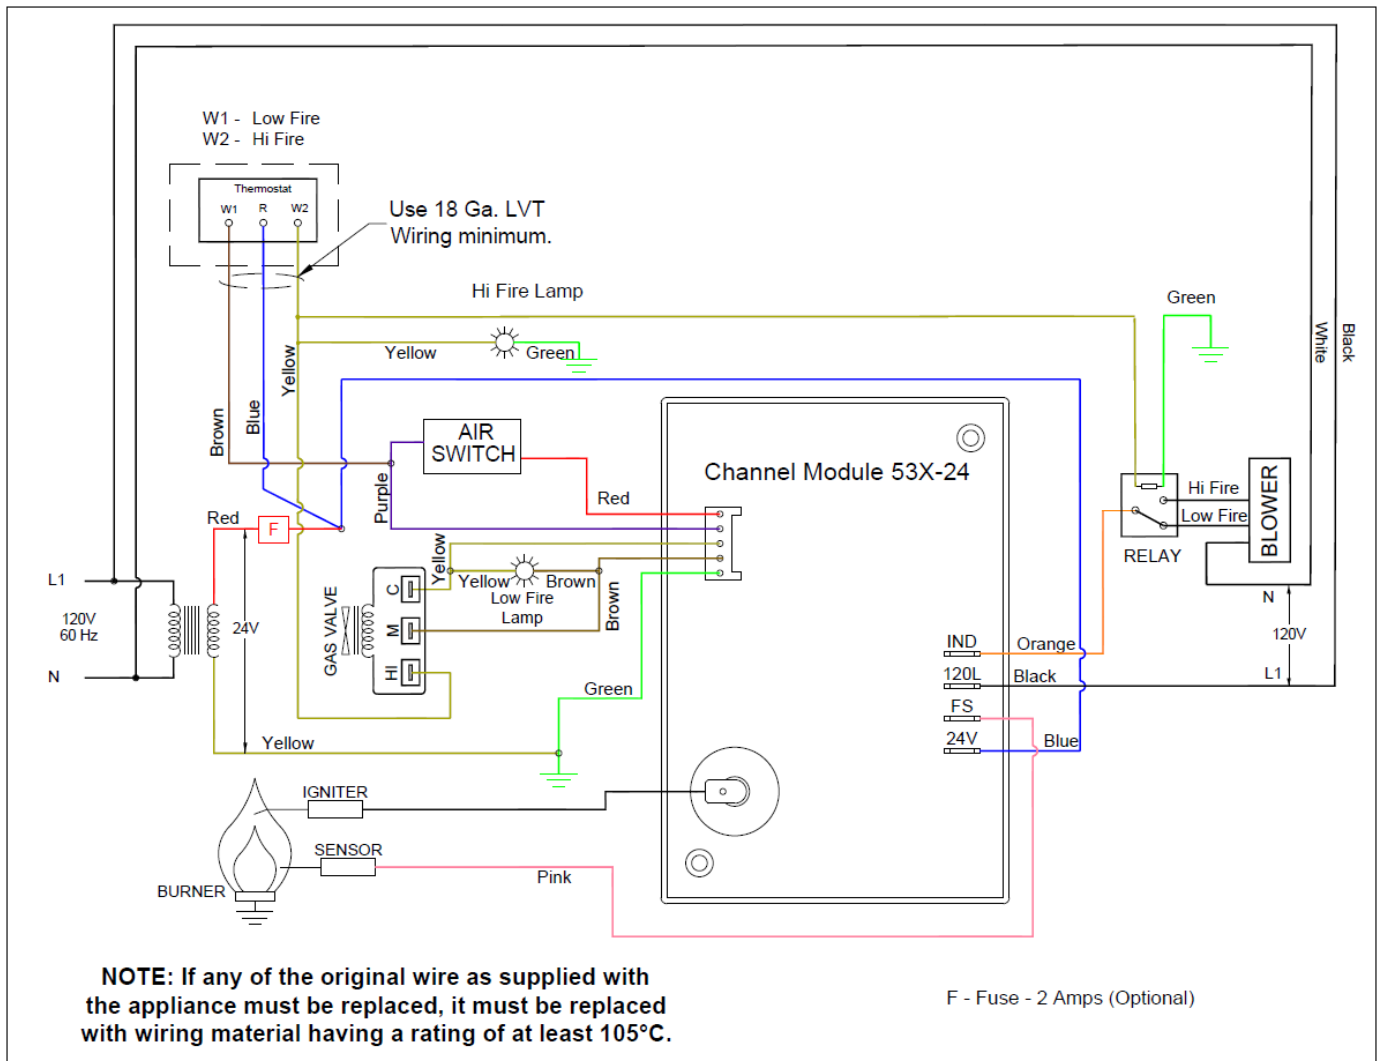 W1 - Low Fire
W2 - Hi Fire
Thermostat
W1 R W2
Use 18 Ga. LVT
Wiring minimum.
Hi Fire Lamp
Green
White
Black
Yellow
Yellow
Green
Brown
Blue
AIR
SWITCH
Purple
Channel Module 53X-24
Red
Red
F
Hi Fire
Low Fire
BLOWER
RELAY
L1
120V
60 Hz
N
24V
GAS VALVE
C
M
HI
Yellow
Yellow
Brown
Low Fire
Lamp
Brown
N
120V
L1
IND
Orange
120L
Black
FS
24V
Blue
Green
Yellow
IGNITER
SENSOR
Pink
BURNER
NOTE: If any of the original wire as supplied with
the appliance must be replaced, it must be replaced
with wiring material having a rating of at least 105°C.
F - Fuse - 2 Amps (Optional)